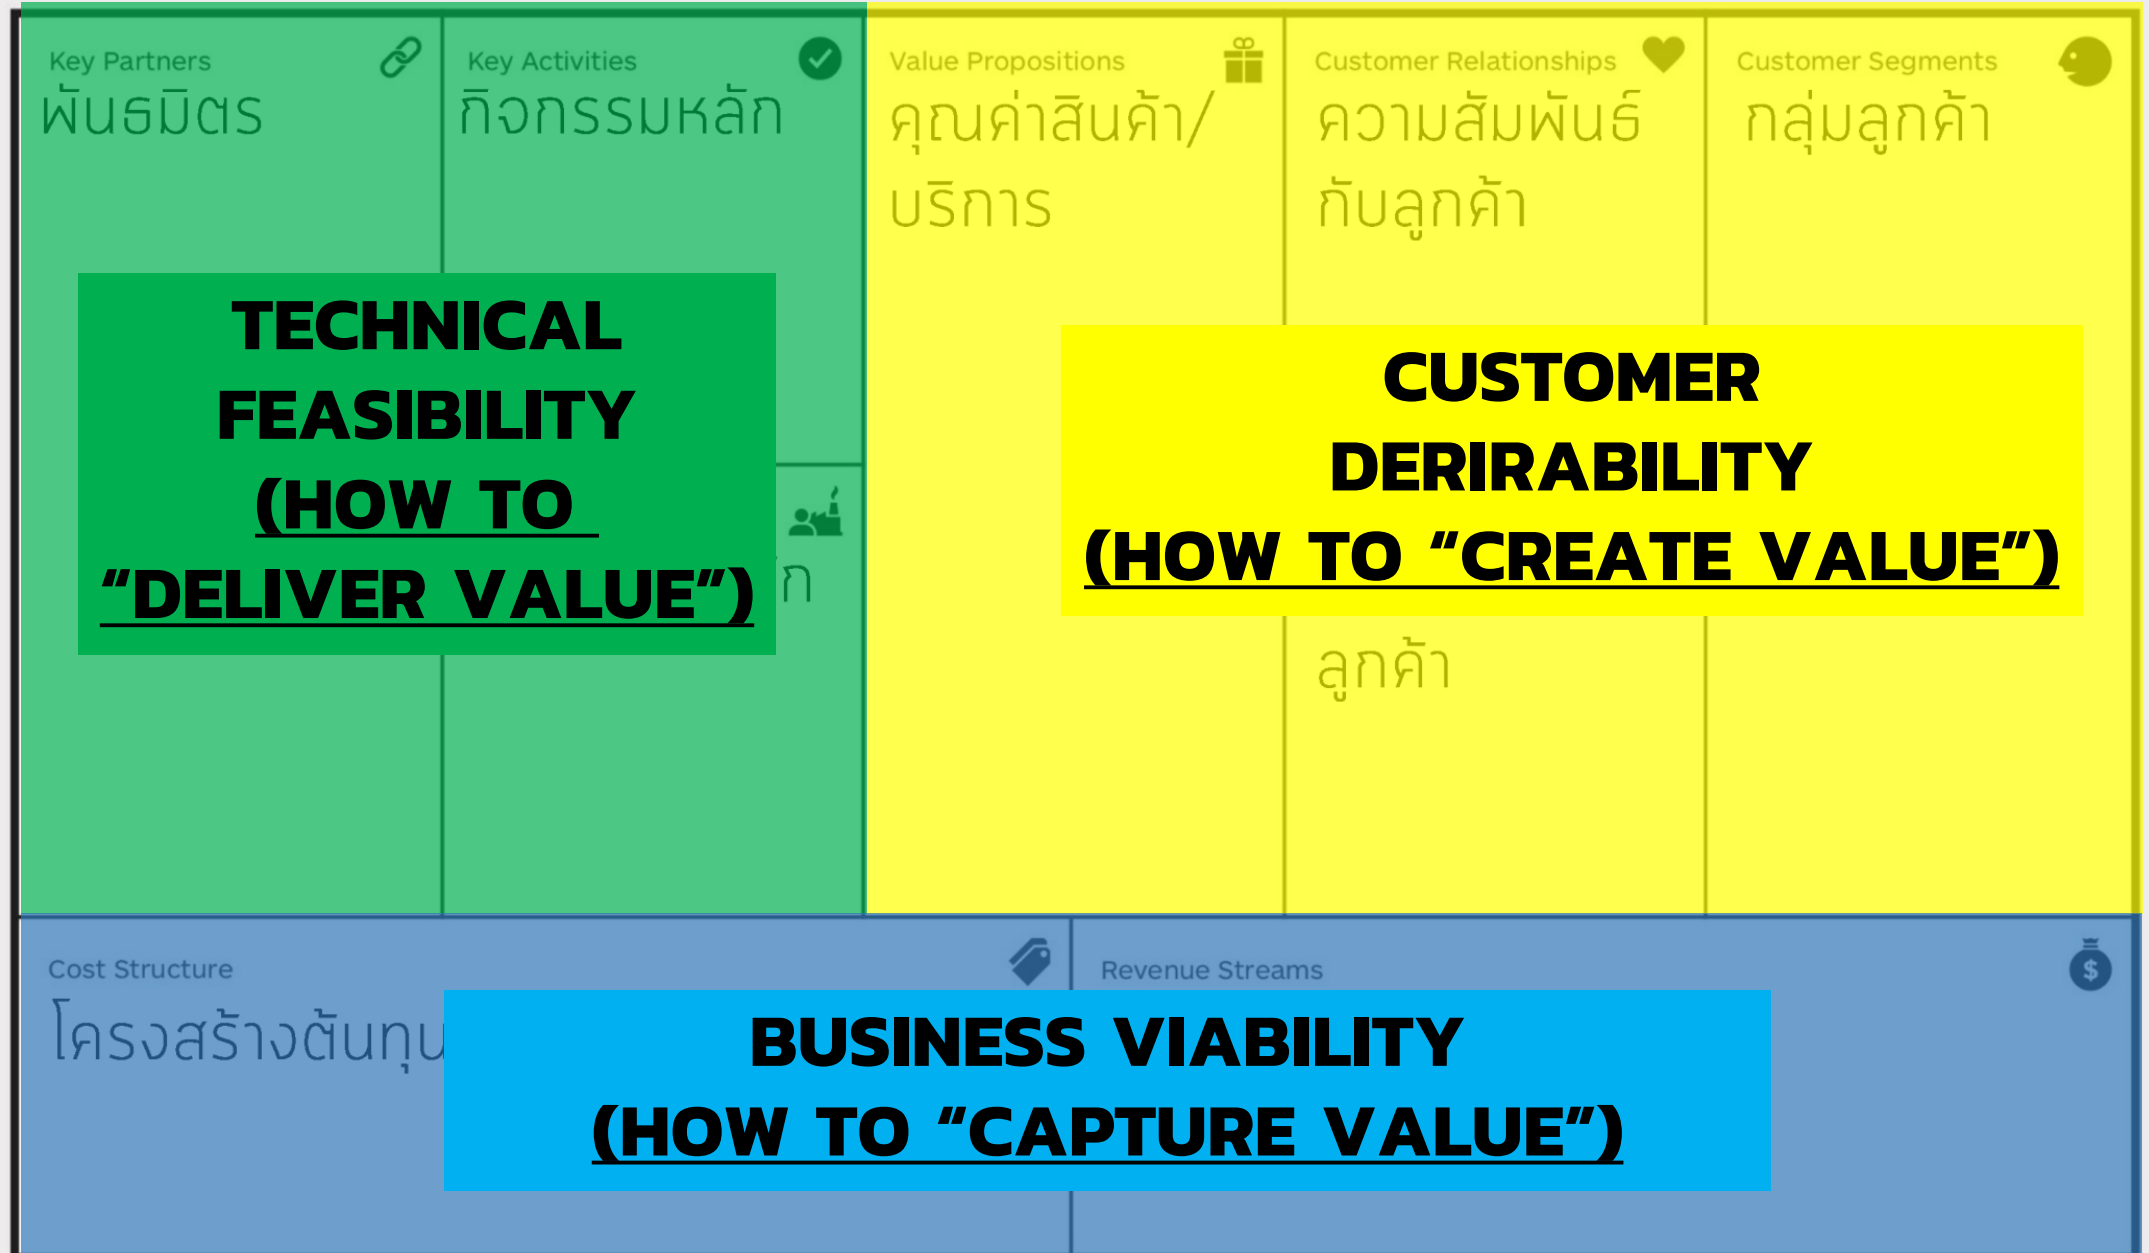 Key Partners
พันธมิตร
Key Activities
กิจกรรมหลัก
Value Propositions
คุณค่าสินค้า/
บริการ
Customer Relationships
ความสัมพันธ์
กับลูกค้า
Customer Segments
กลุ่มลูกค้า
TECHNICAL
FEASIBILITY
(HOW TO
“DELIVER VALUE”)
CUSTOMER
DERIRABILITY
(HOW TO “CREATE VALUE”)
ลูกค้า
Cost Structure
โครงสร้างต้นทุน
Revenue Streams
$
BUSINESS VIABILITY
(HOW TO “CAPTURE VALUE”)